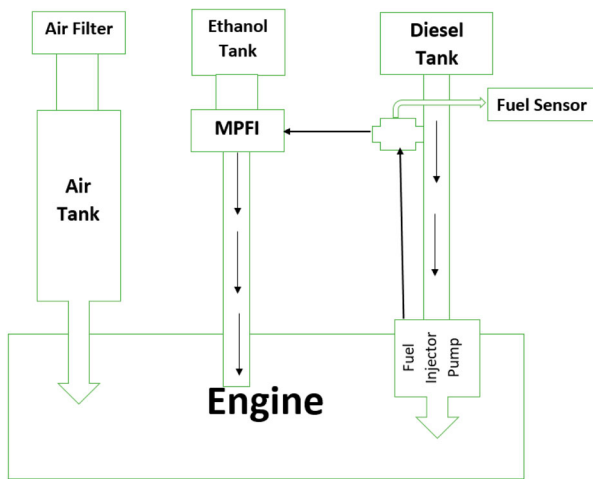 Air Filter
Ethanol
Tank
Diesel
Tank
Fuel Sensor
MPFI
Air
Tank
Fuel
Injector
Pump
Engine